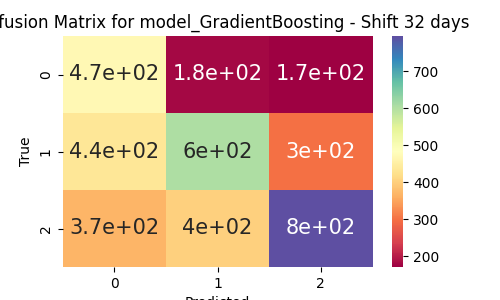 fusion Matrix for model_GradientBoosting - Shift 32 days
0 4.7e+02 1.8e+02 1.7e+02
1 4.4e+02 6e+02 3e+02
2 3.7e+02 4e+02 8e+02
0 1 2
True
Predicted
700
600
500
400
300
200